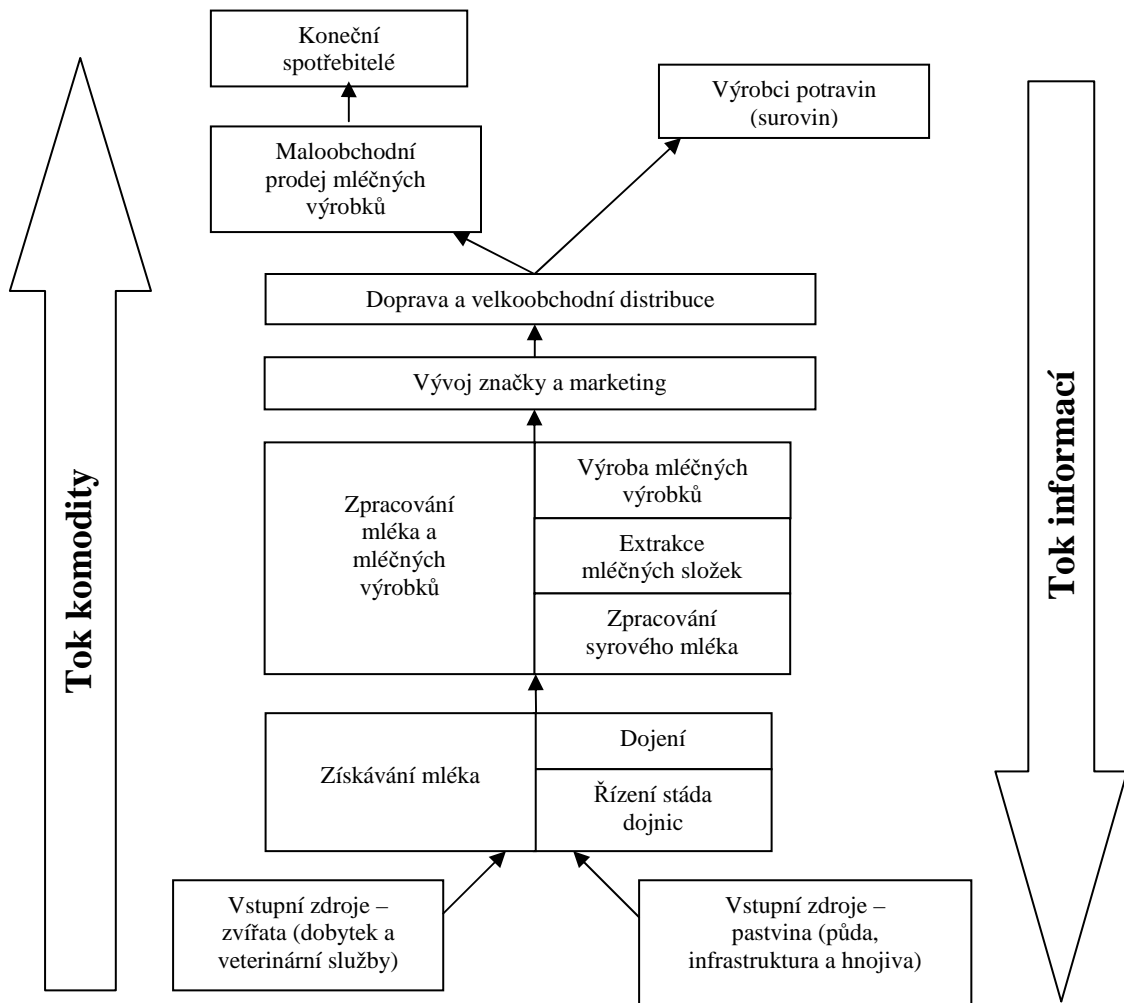 Koneční
spotřebitelé
Výrobci potravin
(surovin)
Maloobchodní
prodej mléčných
výrobků
Doprava a velkoobchodní distribuce
Vývoj značky a marketing
Zpracování
mléka a
mléčných
výrobků
Výroba mléčných
výrobků
Extrakce
mléčných složek
Zpracování
syrového mléka
Získávání mléka
Dojení
Řízení stáda
dojnic
Vstupní zdroje –
zvířata (dobytek a
veterinární služby)
Vstupní zdroje –
pastvina (půda,
infrastruktura a hnojiva)
Tok komodity
Tok informací